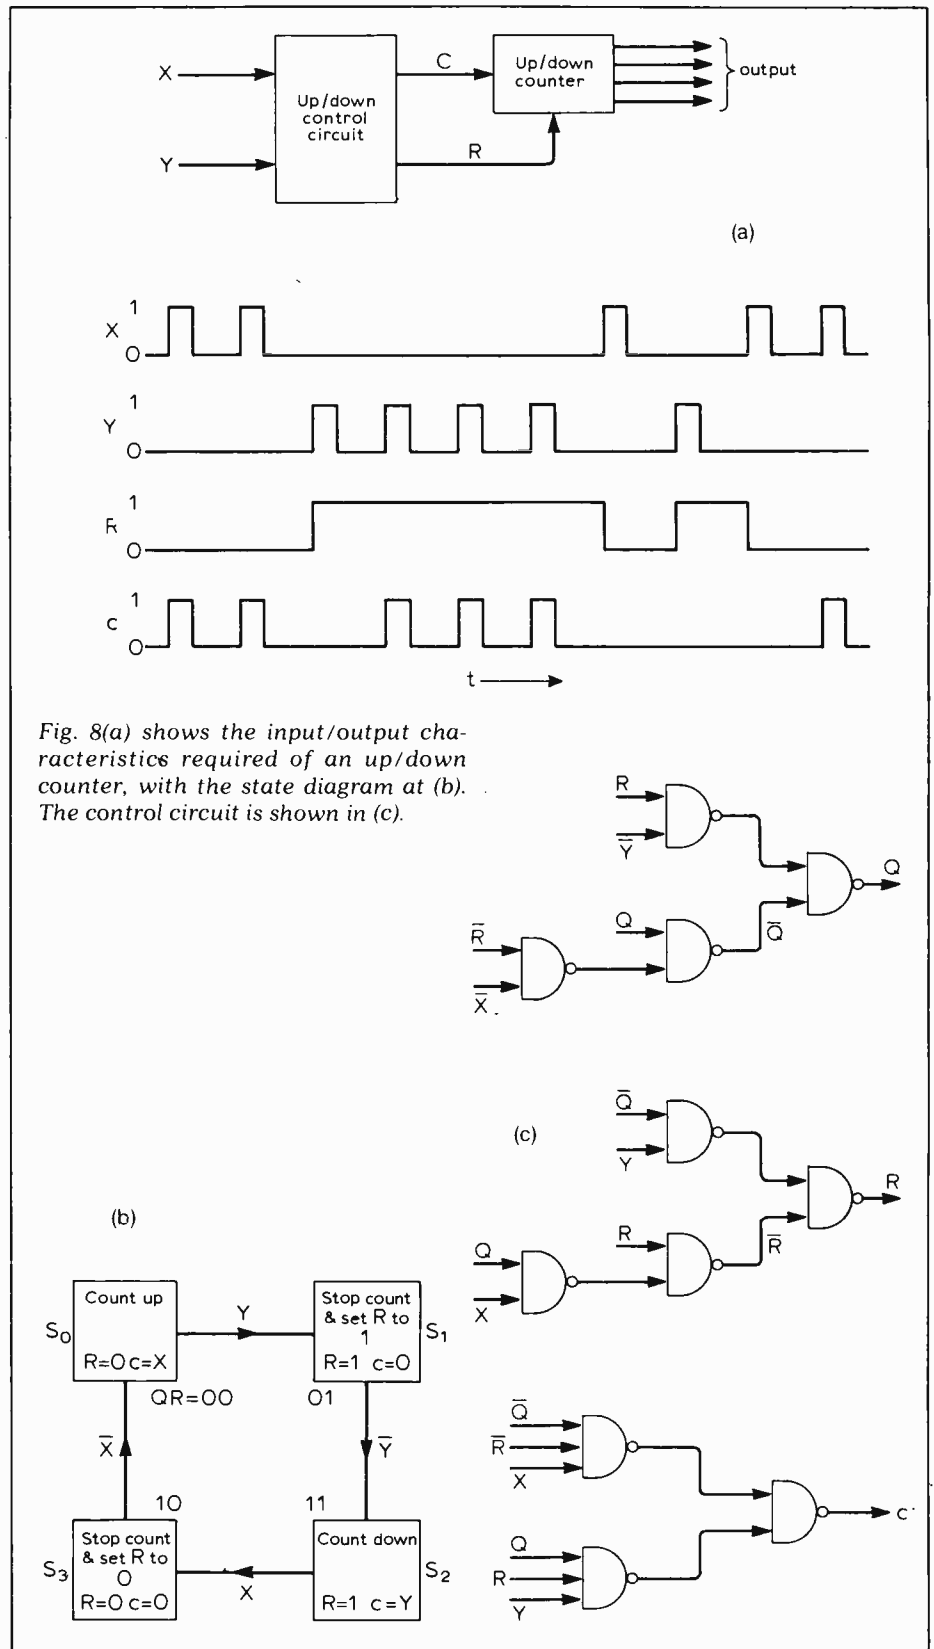 X
Y
Up/down
control
circuit
C
R
Up/down
counter
output
(a)
X
1
0
Y
1
0
R
1
0
c
1
0
t
Fig. 8(a) shows the input/output cha-
racteristics required of an up/down
counter, with the state diagram at (b).
The control circuit is shown in (c).
R
Y̅
Q
Q̅
Q
R̅
X̅
(c)
Q̅
Y
R
R̅
R
Q
X
Q̅
R̅
X
c
Q
R
Y
(b)
S₀
Count up
R=0 c=X
QR=00
Y
Stop count
& set R to
1
R=1 c=0
S₁
01
X̅
Y̅
10
11
S₃
Stop count
& set R to
0
R=0 c=0
X
Count down
R=1 c=Y
S₂